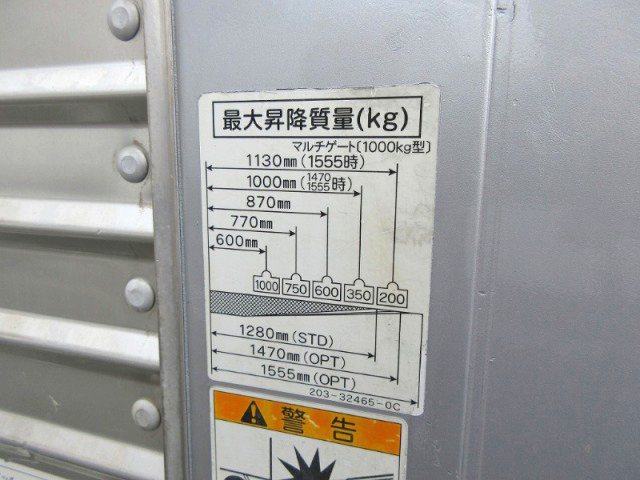 最大昇降質量(kg)
マルチゲート〔1000kg型〕
1130mm(1555時)
1000mm(1470 1555時)
870mm
770mm
600mm
1000 750 600 350 200
1280mm(STD)
1470mm(OPT)
1555mm(OPT)
203-32465-0C
警告